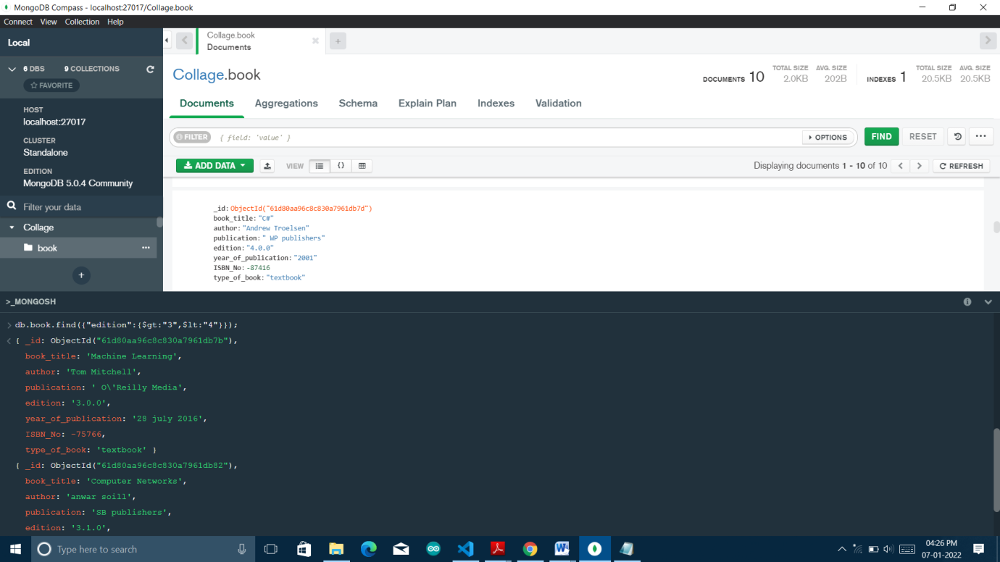 MongoDB Compass - localhost:27017/Collage.book
Connect View Collection Help
Local
6 DBS 9 COLLECTIONS
☆ FAVORITE
HOST
localhost:27017
CLUSTER
Standalone
EDITION
MongoDB 5.0.4 Community
Filter your data
Collage
book
Collage.book
Documents
Collage.book
DOCUMENTS 10 TOTAL SIZE 2.0KB AVG. SIZE 202B INDEXES 1 TOTAL SIZE 20.5KB AVG. SIZE 20.5KB
Documents Aggregations Schema Explain Plan Indexes Validation
FILTER { field: 'value' } OPTIONS FIND RESET
ADD DATA VIEW {} Displaying documents 1 - 10 of 10 REFRESH
_id: ObjectId("61d80aa96c8c830a7961db7d")
book_title: "C#"
author: "Andrew Troelsen"
publication: " WP publishers"
edition: "4.0.0"
year_of_publication: "2001"
ISBN_No: -87416
type_of_book: "textbook"
>_MONGOSH
> db.book.find({"edition":{$gt:"3",$lt:"4"}});
< { _id: ObjectId("61d80aa96c8c830a7961db7b"),
book_title: 'Machine Learning',
author: 'Tom Mitchell',
publication: ' O\'Reilly Media',
edition: '3.0.0',
year_of_publication: '28 july 2016',
ISBN_No: -75766,
type_of_book: 'textbook' }
{ _id: ObjectId("61d80aa96c8c830a7961db82"),
book_title: 'Computer Networks',
author: 'anwar soill',
publication: 'SB publishers',
edition: '3.1.0',
Type here to search
04:26 PM
07-01-2022